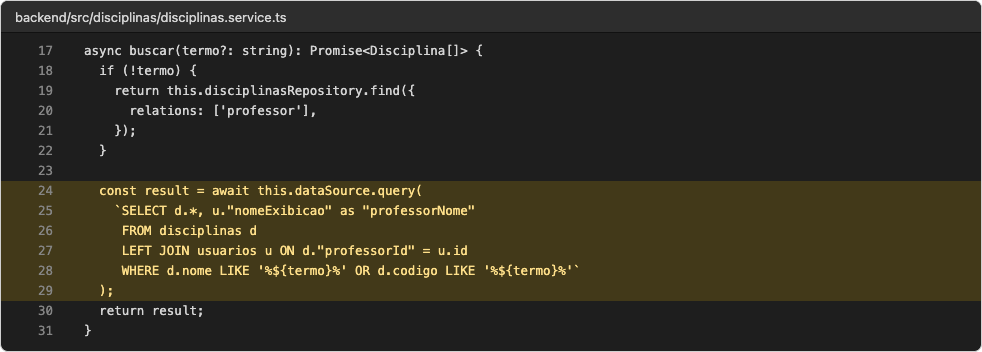 backend/src/disciplinas/disciplinas.service.ts
17 async buscar(termo?: string): Promise<Disciplina[]> {
18 if (!termo) {
19 return this.disciplinasRepository.find({
20 relations: ['professor'],
21 });
22 }
23
24 const result = await this.dataSource.query(
25 `SELECT d.*, u."nomeExibicao" as "professorNome"
26 FROM disciplinas d
27 LEFT JOIN usuarios u ON d."professorId" = u.id
28 WHERE d.nome LIKE '%${termo}%' OR d.codigo LIKE '%${termo}%'`
29 );
30 return result;
31 }